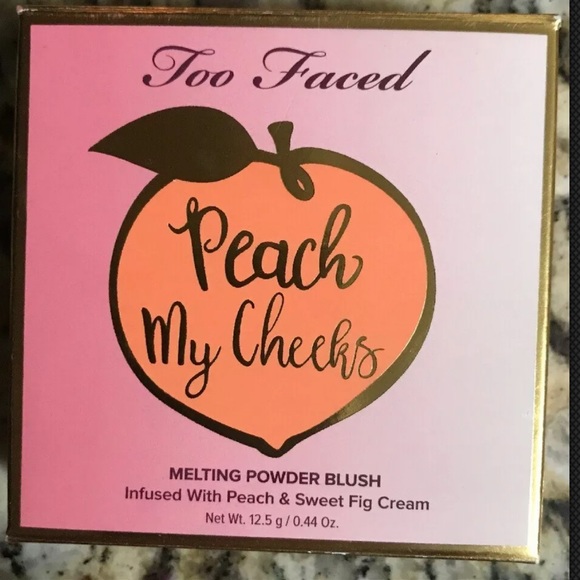 Too Faced
Peach
My Cheeks
MELTING POWDER BLUSH
Infused With Peach & Sweet Fig Cream
Net Wt. 12.5 g / 0.44 Oz.